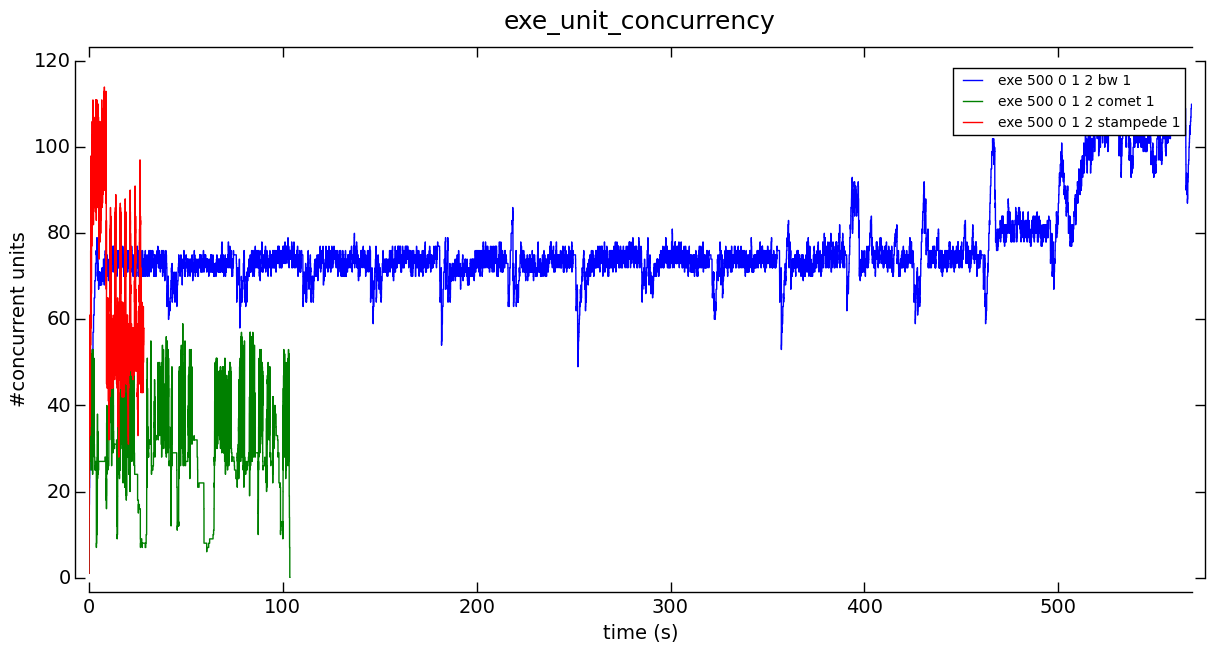 exe_unit_concurrency
120
100
80
60
40
20
0
#concurrent units
exe 500 0 1 2 bw 1
exe 500 0 1 2 comet 1
exe 500 0 1 2 stampede 1
0 100 200 300 400 500
time (s)